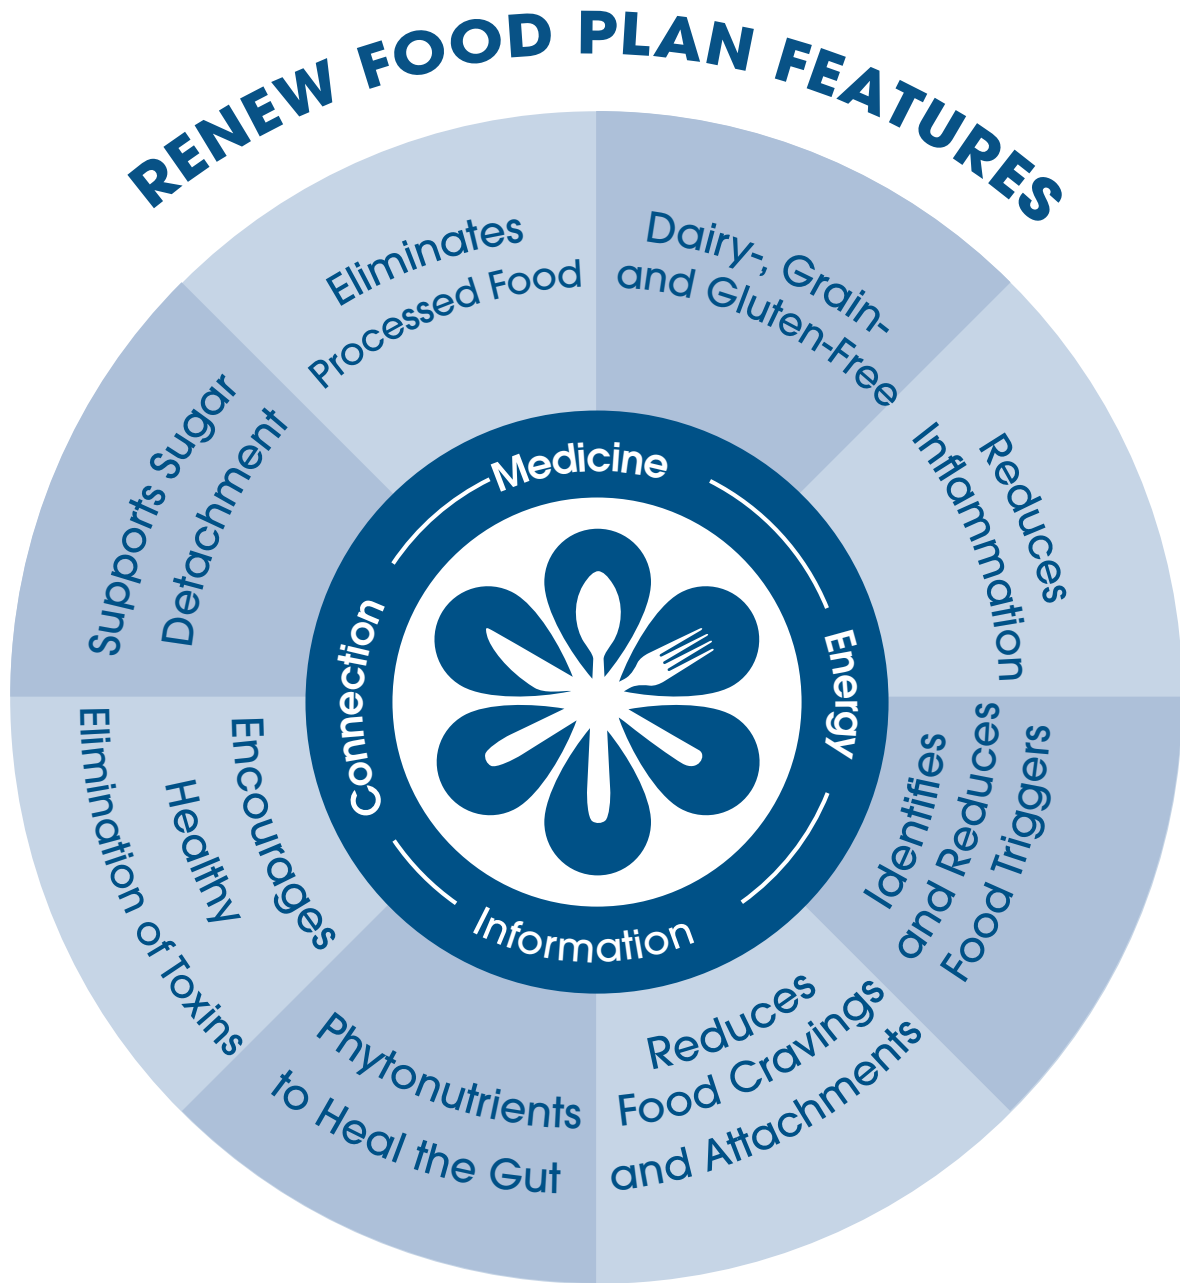 RENEW FOOD PLAN FEATURES
Eliminates
Processed Food
Dairy-, Grain-
and Gluten-Free
Reduces
Inflammation
Identifies
and Reduces
Food Triggers
Reduces
Food Cravings
and Attachments
Phytonutrients
to Heal the Gut
Encourages
Healthy
Elimination of Toxins
Supports Sugar
Detachment
Medicine
Energy
Information
Connection